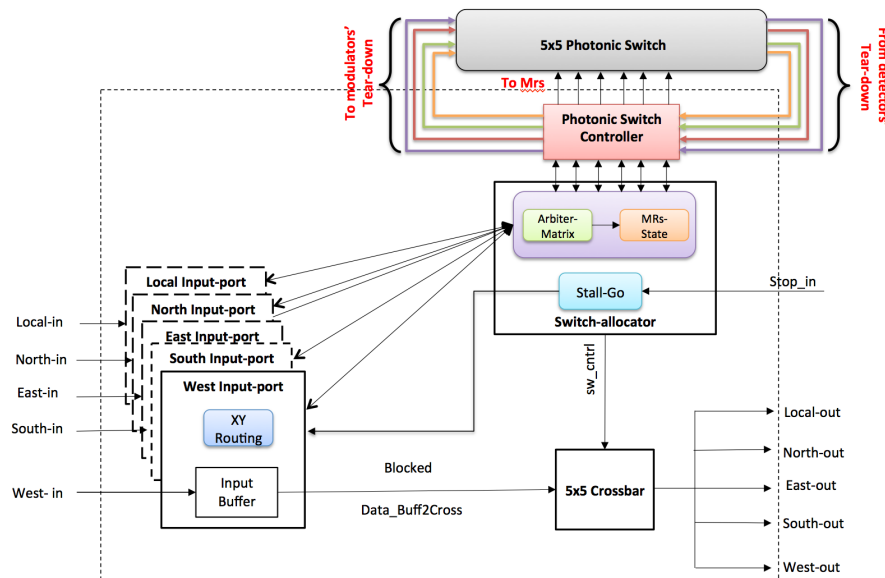 5x5 Photonic Switch
To modulators'
Tear-down
From detectors
Tear-down
To Mrs
Photonic Switch
Controller
Arbiter-
Matrix
MRs-
State
Stall-Go
Stop_in
Switch-allocator
Local Input-port
North Input-port
East Input-port
South Input-port
West Input-port
XY
Routing
Input
Buffer
Local-in
North-in
East-in
South-in
West- in
sw_cntrl
Blocked
Data_Buff2Cross
5x5 Crossbar
Local-out
North-out
East-out
South-out
West-out